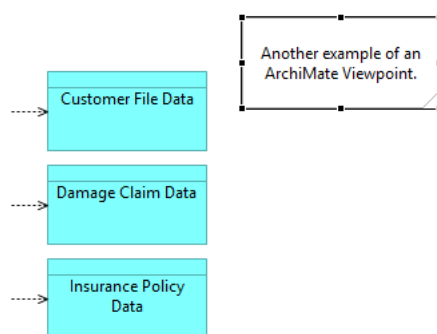 Another example of an
ArchiMate Viewpoint.
Customer File Data
Damage Claim Data
Insurance Policy
Data